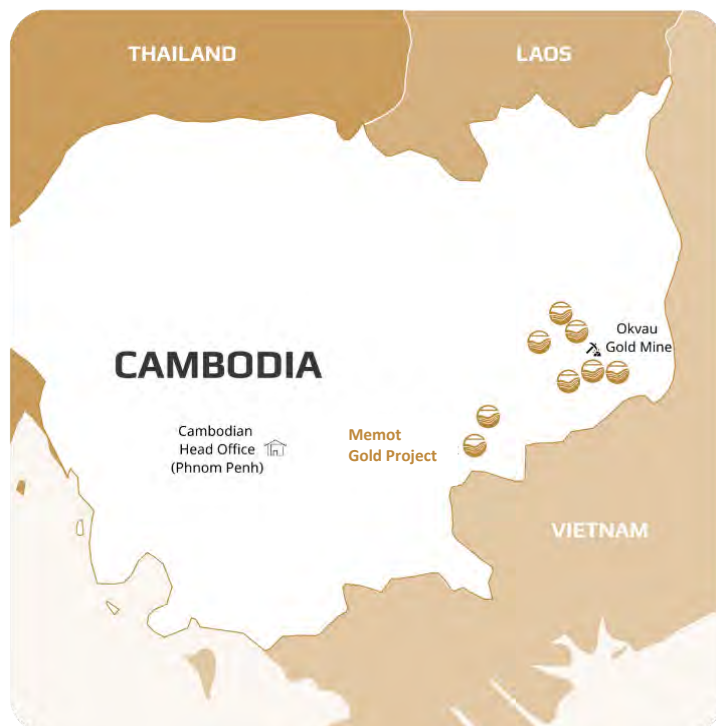 THAILAND
LAOS
Okvau
Gold Mine
CAMBODIA
Cambodian
Head Office
(Phnom Penh)
Memot
Gold Project
VIETNAM